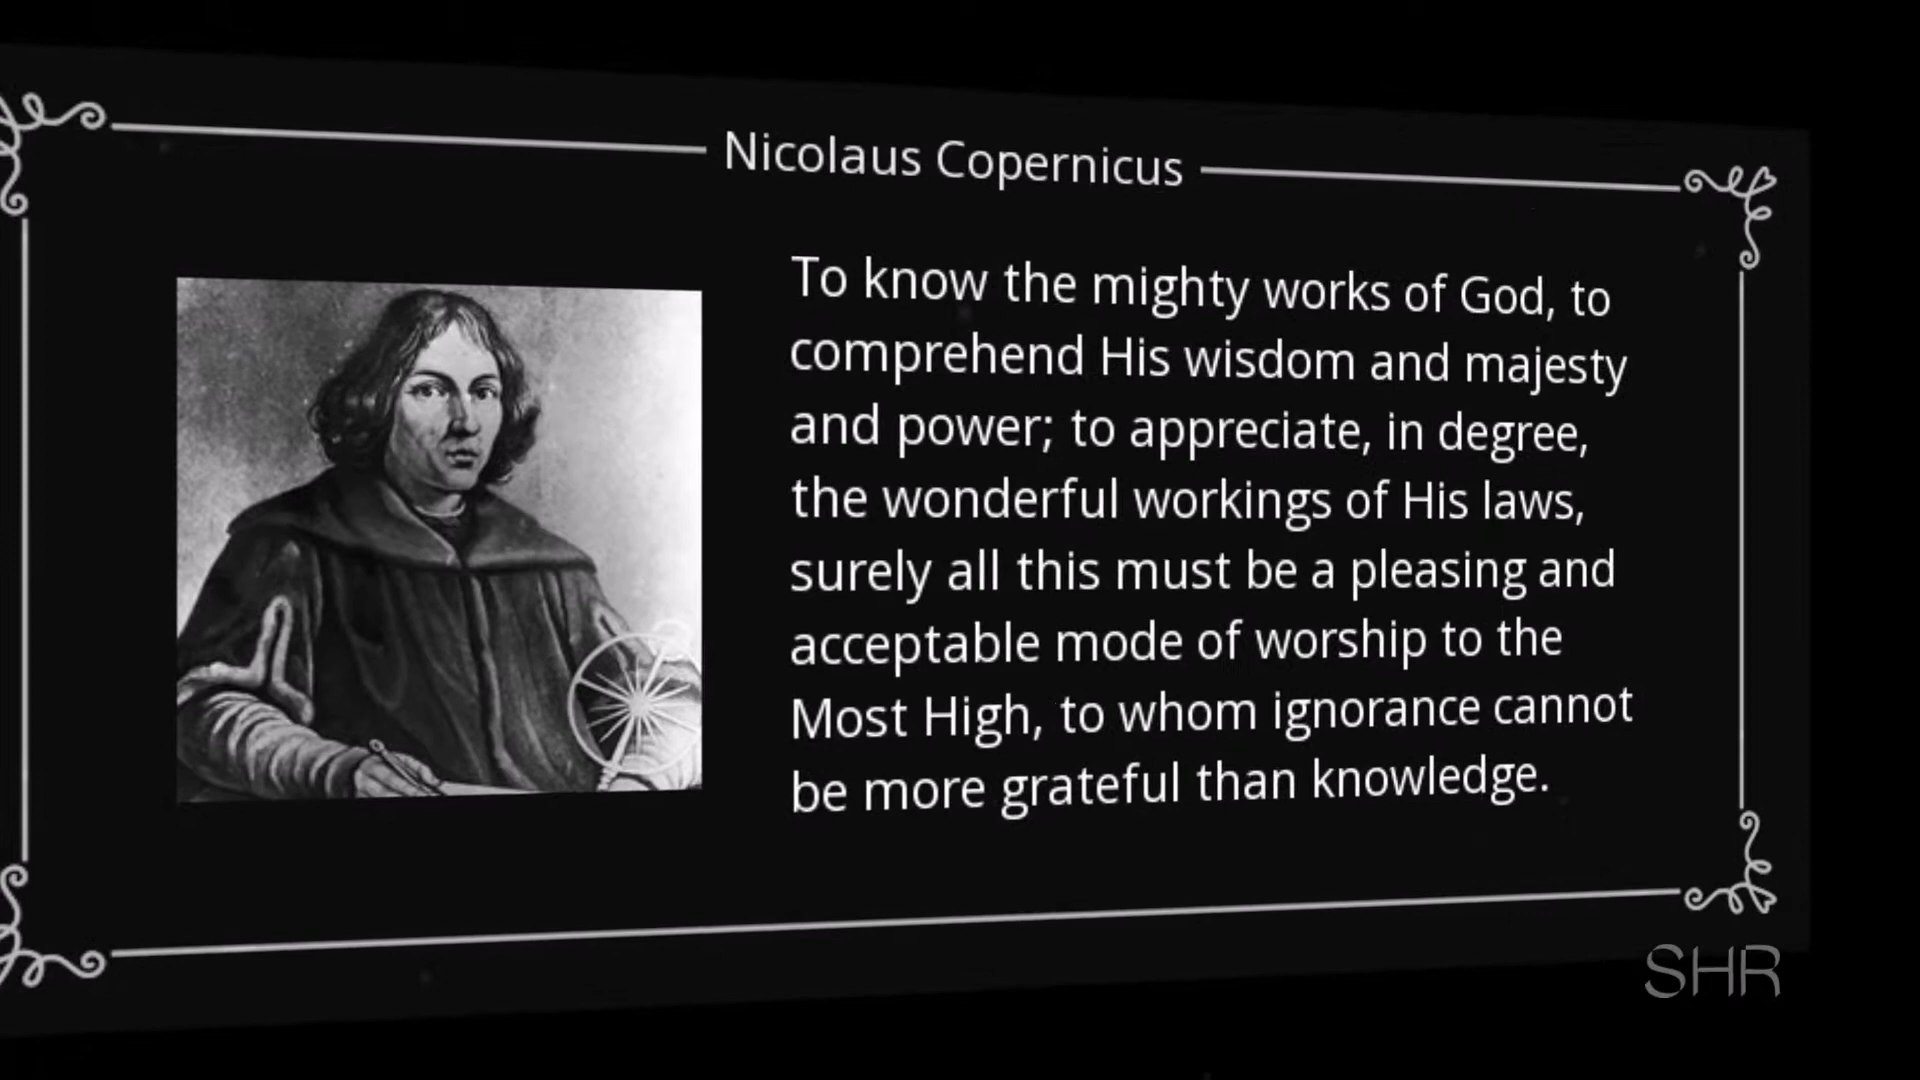 Nicolaus Copernicus
To know the mighty works of God, to
comprehend His wisdom and majesty
and power; to appreciate, in degree,
the wonderful workings of His laws,
surely all this must be a pleasing and
acceptable mode of worship to the
Most High, to whom ignorance cannot
be more grateful than knowledge.
SHR